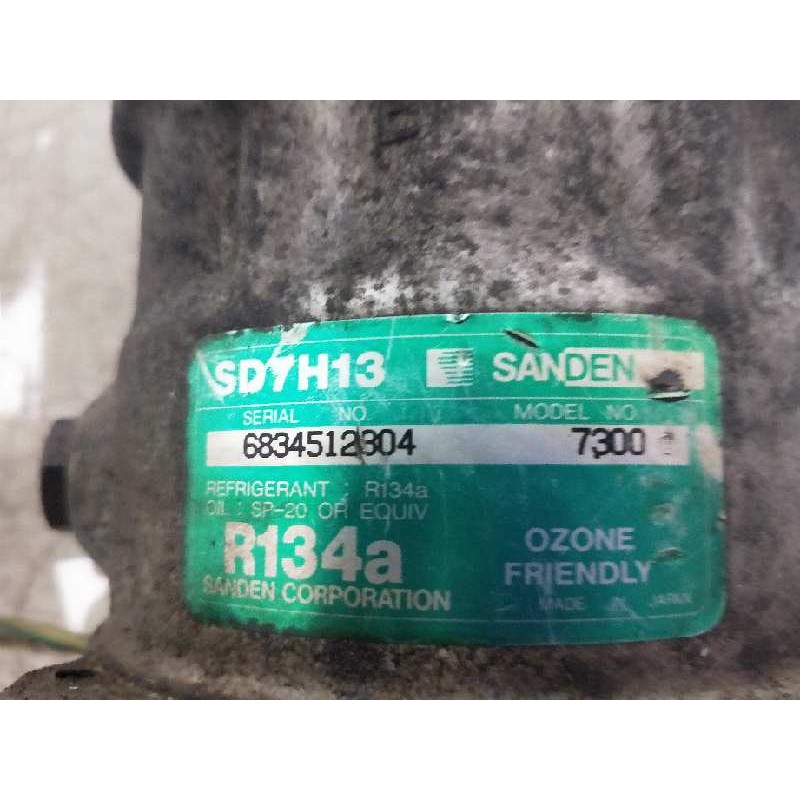 SD7H13 SANDEN
SERIAL NO MODEL NO
6834512304 7300
REFRIGERANT : R134a
OIL : SP-20 OR EQUIV
R134a
OZONE
FRIENDLY
SANDEN CORPORATION
MADE IN JAPAN